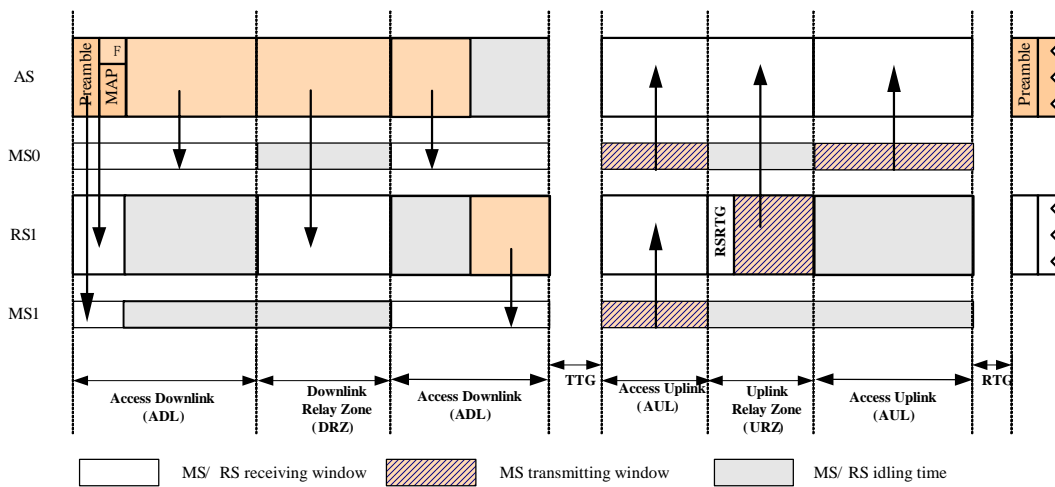 AS
Preamble
F
MAP
Preamble
MS0
RS1
RSRTG
MS1
TTG
RTG
Access Downlink
(ADL)
Downlink
Relay Zone
(DRZ)
Access Downlink
(ADL)
Access Uplink
(AUL)
Uplink
Relay Zone
(URZ)
Access Uplink
(AUL)
MS/ RS receiving window
MS transmitting window
MS/ RS idling time